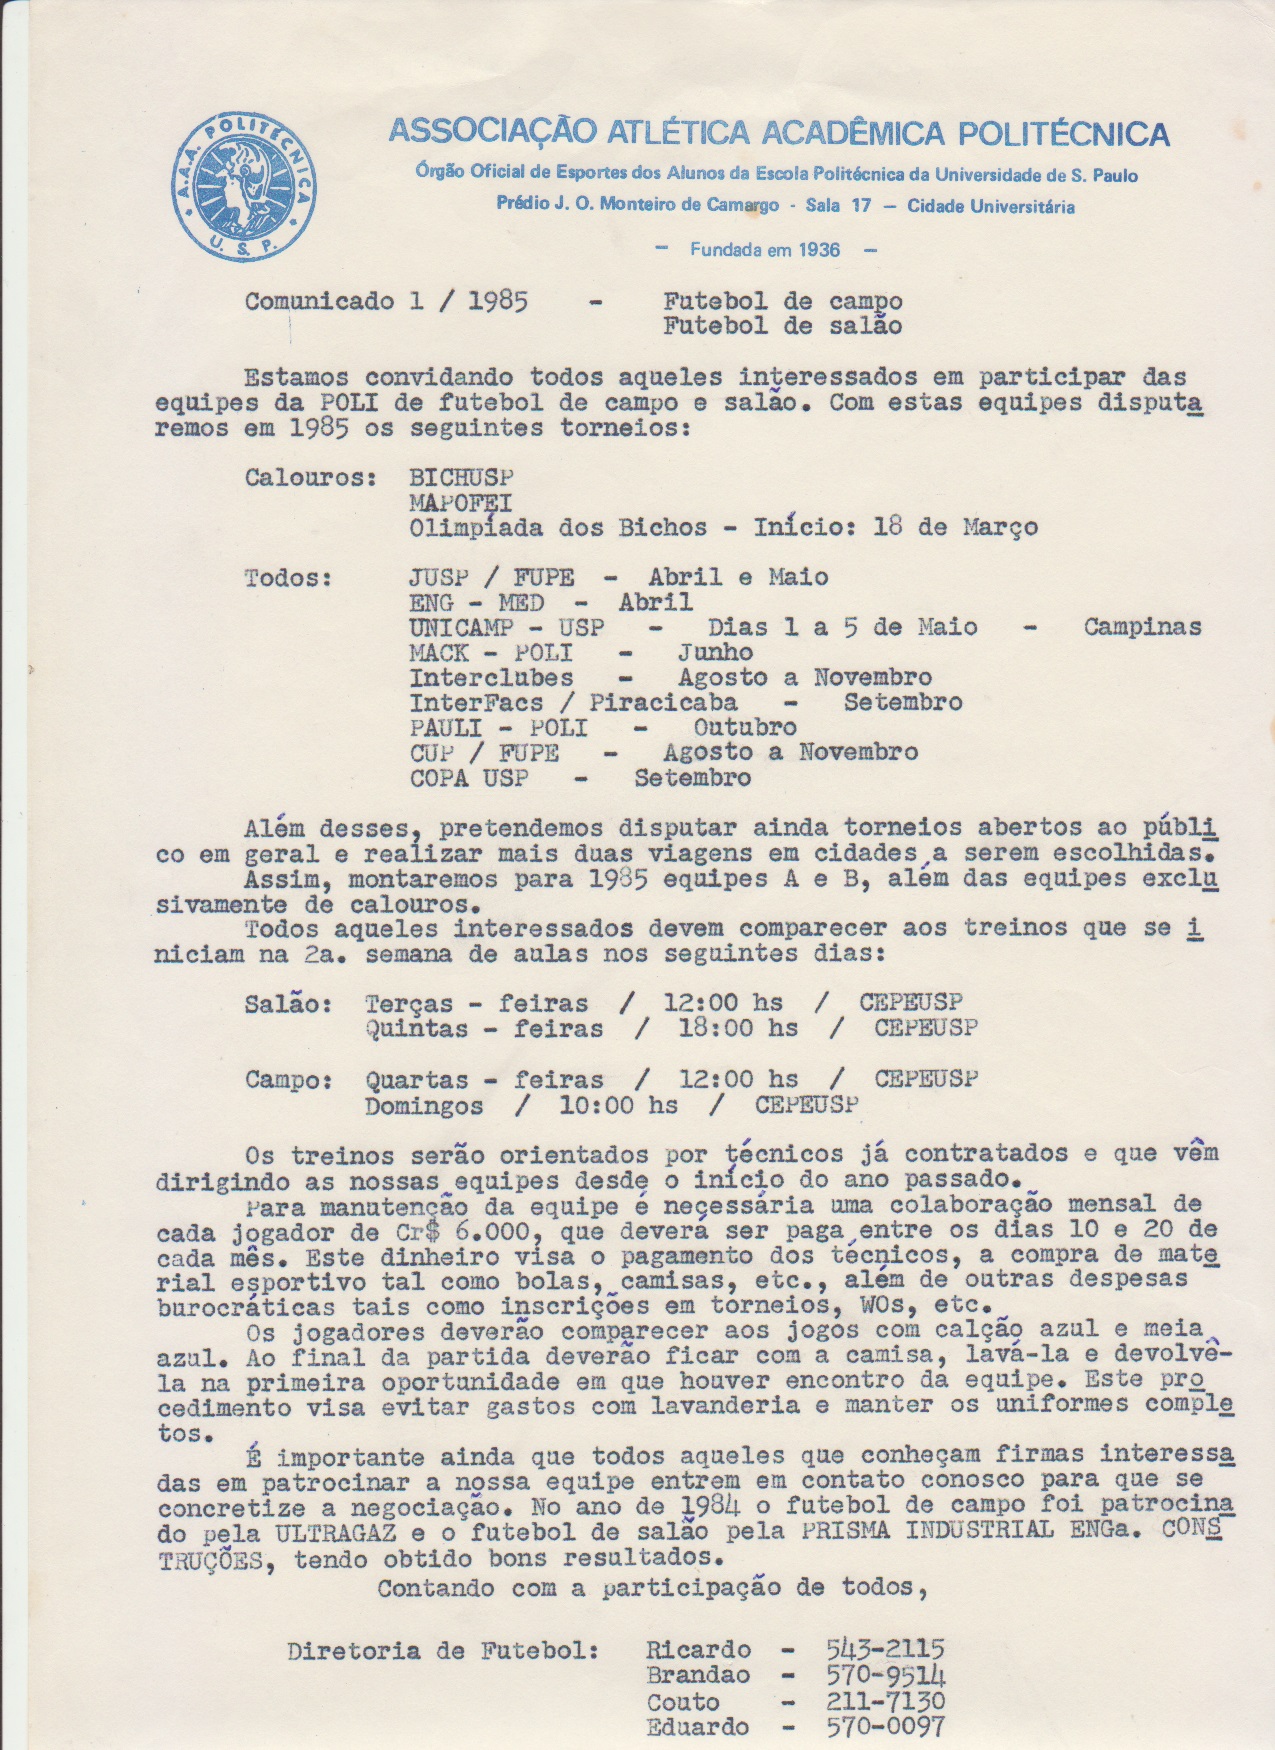 A.A.A. POLITÉCNICA
U. S. P.
ASSOCIAÇÃO ATLÉTICA ACADÊMICA POLITÉCNICA
Órgão Oficial de Esportes dos Alunos da Escola Politécnica da Universidade de S. Paulo
Prédio J. O. Monteiro de Camargo - Sala 17 — Cidade Universitária
— Fundada em 1936 —
Comunicado 1 / 1985 - Futebol de campo
Futebol de salão
Estamos convidando todos aqueles interessados em participar das
equipes da POLI de futebol de campo e salão. Com estas equipes disputa
remos em 1985 os seguintes torneios:
Calouros: BICHUSP
MAPOFEI
Olimpíada dos Bichos - Início: 18 de Março
Todos: JUSP / FUPE - Abril e Maio
ENG - MED - Abril
UNICAMP - USP - Dias 1 a 5 de Maio - Campinas
MACK - POLI - Junho
Interclubes - Agosto a Novembro
InterFacs / Piracicaba - Setembro
PAULI - POLI - Outubro
CUP / FUPE - Agosto a Novembro
COPA USP - Setembro
Além desses, pretendemos disputar ainda torneios abertos ao públi
co em geral e realizar mais duas viagens em cidades a serem escolhidas.
Assim, montaremos para 1985 equipes A e B, além das equipes exclu
sivamente de calouros.
Todos aqueles interessados devem comparecer aos treinos que se i
niciam na 2a. semana de aulas nos seguintes dias:
Salão: Terças - feiras / 12:00 hs / CEPEUSP
Quintas - feiras / 18:00 hs / CEPEUSP
Campo: Quartas - feiras / 12:00 hs / CEPEUSP
Domingos / 10:00 hs / CEPEUSP
Os treinos serão orientados por técnicos já contratados e que vêm
dirigindo as nossas equipes desde o início do ano passado.
Para manutenção da equipe é necessária uma colaboração mensal de
cada jogador de Cr$ 6.000, que deverá ser paga entre os dias 10 e 20 de
cada mês. Este dinheiro visa o pagamento dos técnicos, a compra de mate
rial esportivo tal como bolas, camisas, etc., além de outras despesas
burocráticas tais como inscrições em torneios, WOs, etc.
Os jogadores deverão comparecer aos jogos com calção azul e meia
azul. Ao final da partida deverão ficar com a camisa, lavá-la e devolvê-
la na primeira oportunidade em que houver encontro da equipe. Este pro
cedimento visa evitar gastos com lavanderia e manter os uniformes comple
tos.
É importante ainda que todos aqueles que conheçam firmas interessa
das em patrocinar a nossa equipe entrem em contato conosco para que se
concretize a negociação. No ano de 1984 o futebol de campo foi patrocina
do pela ULTRAGAZ e o futebol de salão pela PRISMA INDUSTRIAL ENGa. CONS
TRUÇÕES, tendo obtido bons resultados.
Contando com a participação de todos,
Diretoria de Futebol: Ricardo - 543-2115
Brandao - 570-9514
Couto - 211-7130
Eduardo - 570-0097